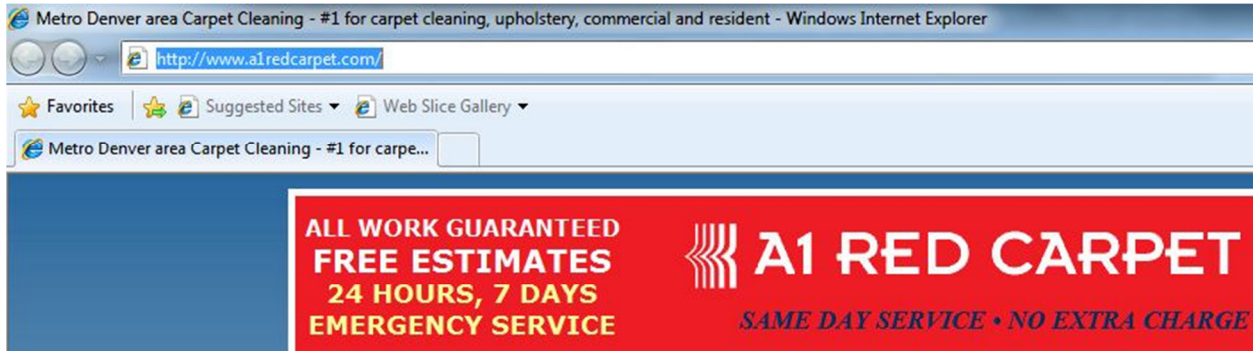 Metro Denver area Carpet Cleaning - #1 for carpet cleaning, upholstery, commercial and resident - Windows Internet Explorer
http://www.a1redcarpet.com/
Favorites Suggested Sites Web Slice Gallery
Metro Denver area Carpet Cleaning - #1 for carpe...
ALL WORK GUARANTEED
FREE ESTIMATES
24 HOURS, 7 DAYS
EMERGENCY SERVICE
A1 RED CARPET
SAME DAY SERVICE • NO EXTRA CHARGE